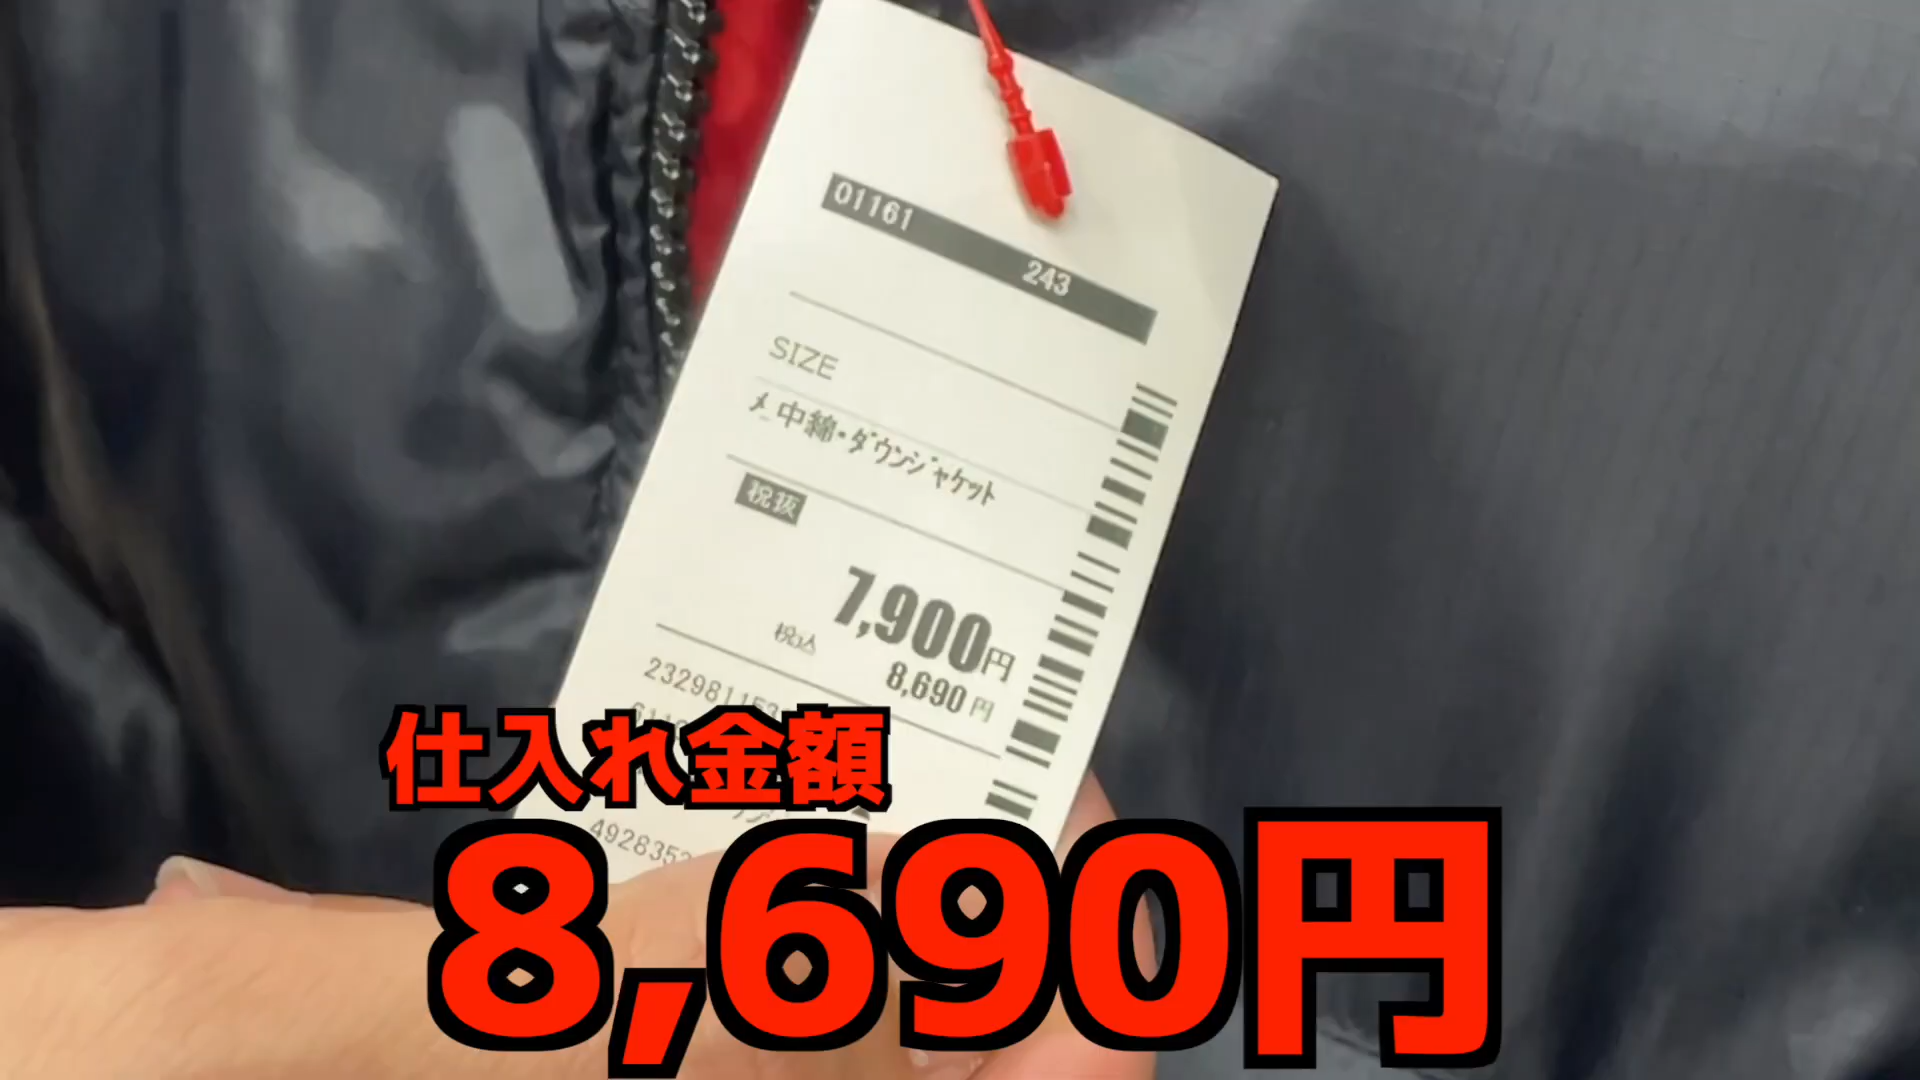 01161
243
SIZE
メ 中綿・ダウンジャケット
税抜
7,900円
税込 8,690円
仕入れ金額
8,690円